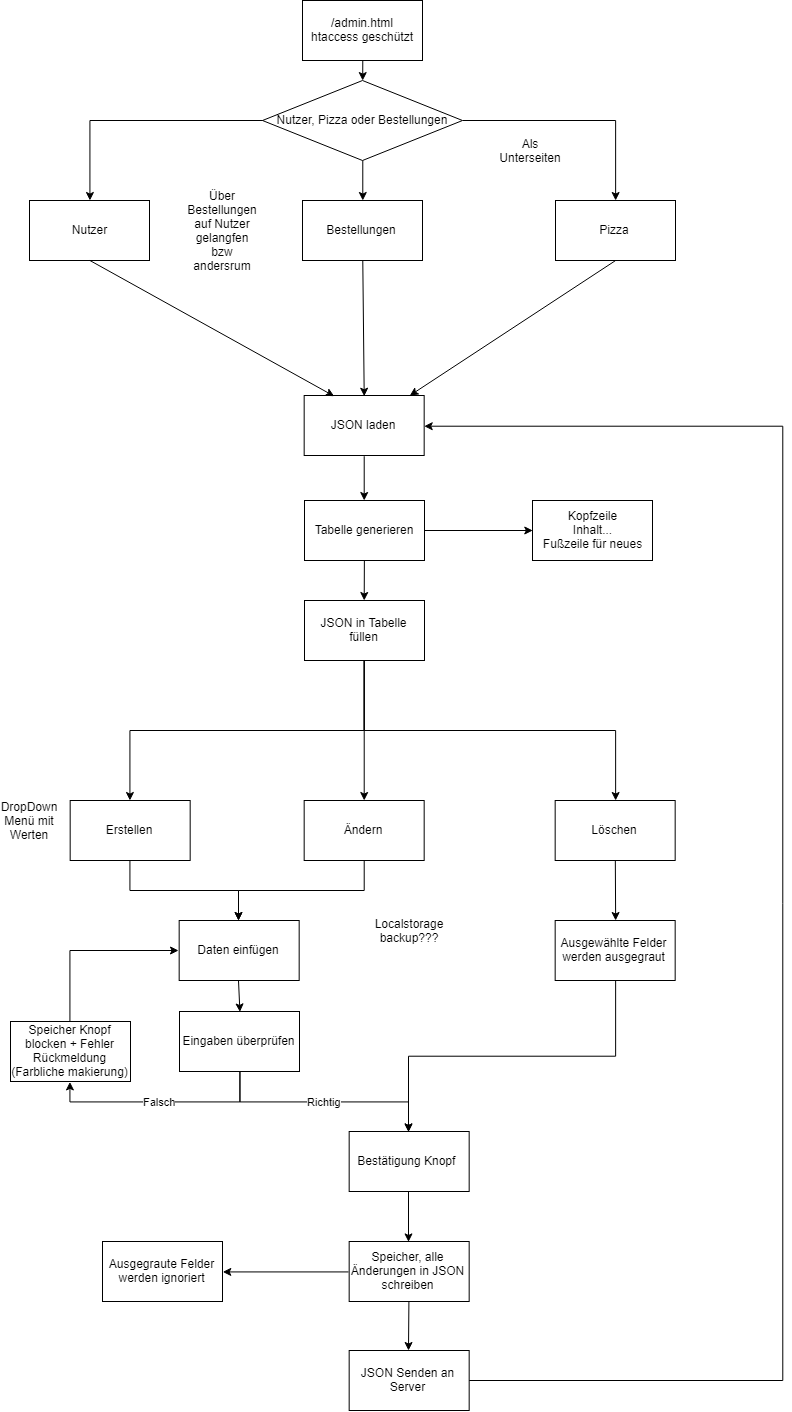 /admin.html
htaccess geschützt
Nutzer, Pizza oder Bestellungen
Als
Unterseiten
Über
Bestellungen
auf Nutzer
gelangfen
bzw
andersrum
Nutzer
Bestellungen
Pizza
JSON laden
Tabelle generieren
Kopfzeile
Inhalt...
Fußzeile für neues
JSON in Tabelle
füllen
DropDown
Menü mit
Werten
Erstellen
Ändern
Löschen
Localstorage
backup???
Daten einfügen
Ausgewählte Felder
werden ausgegraut
Speicher Knopf
blocken + Fehler
Rückmeldung
(Farbliche makierung)
Eingaben überprüfen
Falsch
Richtig
Bestätigung Knopf
Ausgegraute Felder
werden ignoriert
Speicher, alle
Änderungen in JSON
schreiben
JSON Senden an
Server